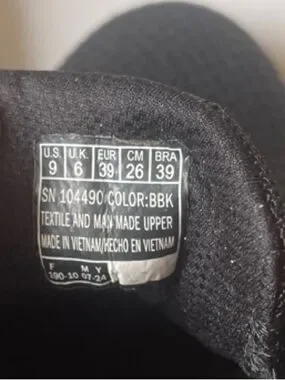 U.S. U.K. EUR CM BRA
9 6 39 26 39
SN 104490 COLOR:BBK
TEXTILE AND MAN MADE UPPER
MADE IN VIETNAM/HECHO EN VIETNAM
F M Y
190-10 07-24